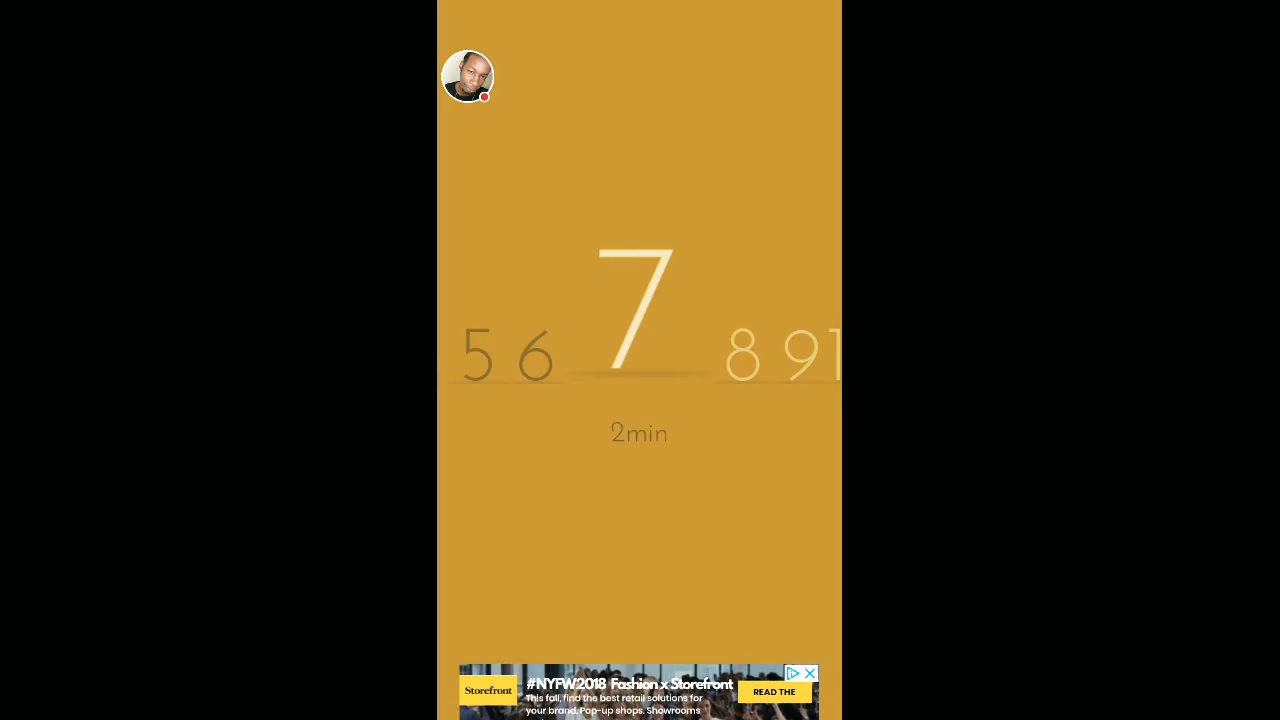 5 6 7 8 9 1
2min
Storefront
#NYFW2018 Fashion x Storefront
This fall, find the best retail solutions for
your brand. Pop-up shops. Showrooms
READ THE